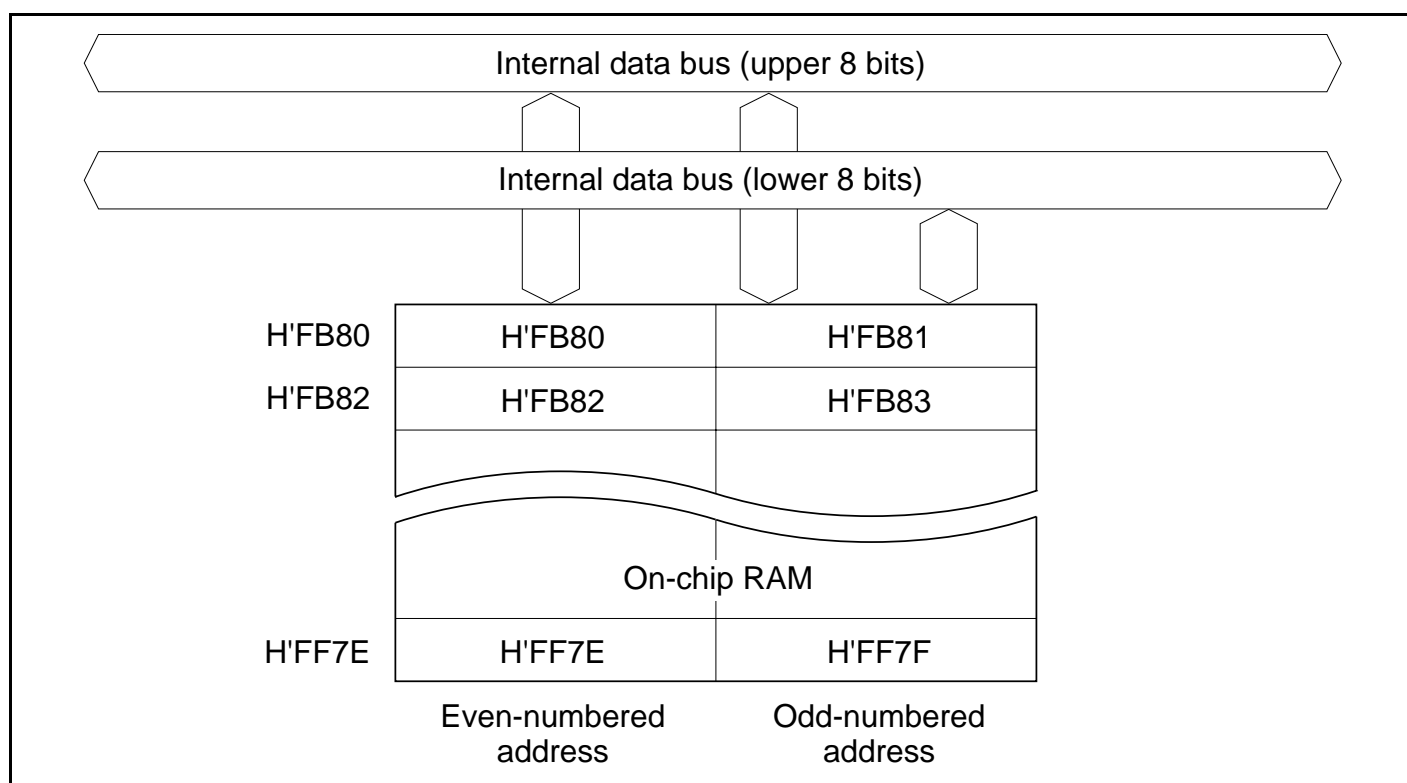 Internal data bus (upper 8 bits)
Internal data bus (lower 8 bits)
H'FB80 H'FB80 H'FB81
H'FB82 H'FB82 H'FB83
On-chip RAM
H'FF7E H'FF7E H'FF7F
Even-numbered address
Odd-numbered address